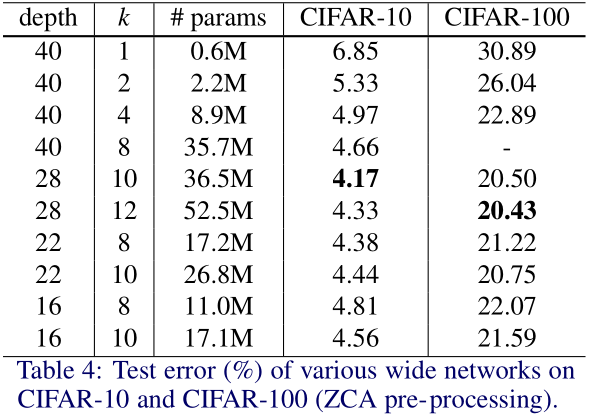 depth k # params CIFAR-10 CIFAR-100
40 1 0.6M 6.85 30.89
40 2 2.2M 5.33 26.04
40 4 8.9M 4.97 22.89
40 8 35.7M 4.66 -
28 10 36.5M 4.17 20.50
28 12 52.5M 4.33 20.43
22 8 17.2M 4.38 21.22
22 10 26.8M 4.44 20.75
16 8 11.0M 4.81 22.07
16 10 17.1M 4.56 21.59
Table 4: Test error (%) of various wide networks on
CIFAR-10 and CIFAR-100 (ZCA pre-processing).